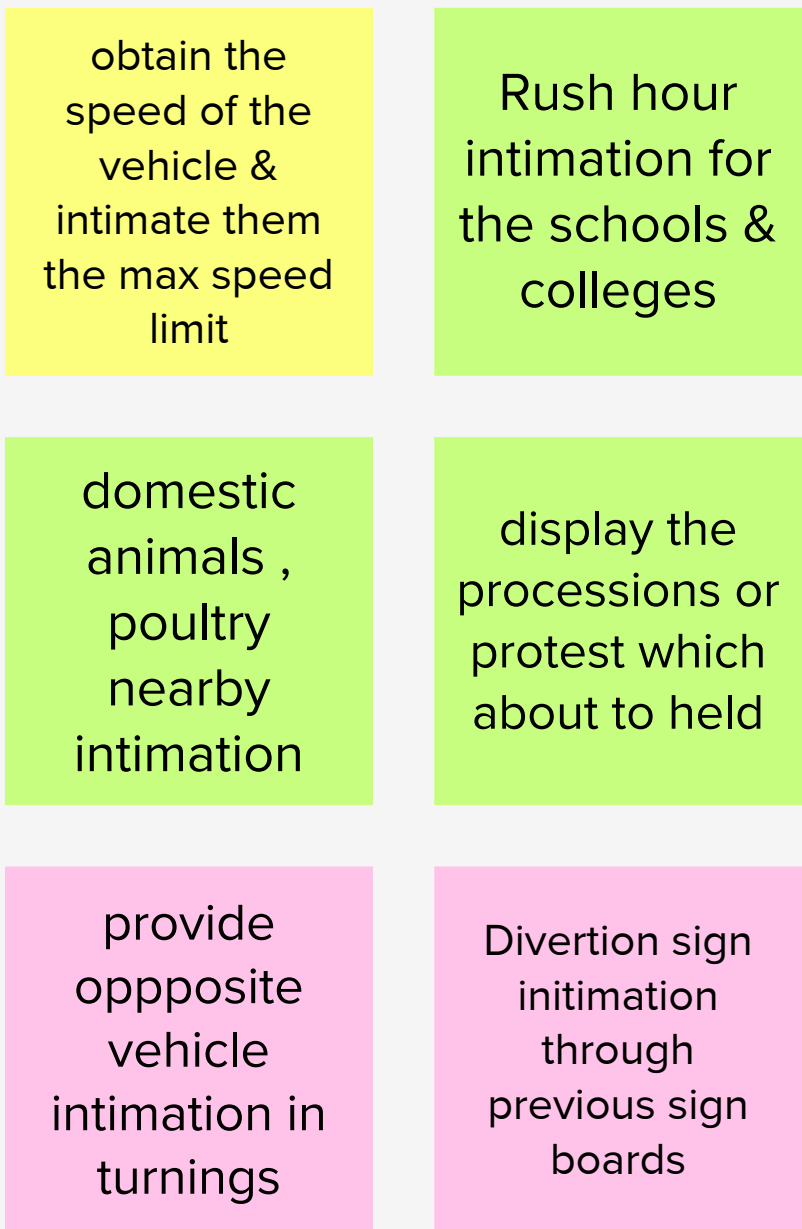 obtain the
speed of the
vehicle &
intimate them
the max speed
limit
Rush hour
intimation for
the schools &
colleges
domestic
animals ,
poultry
nearby
intimation
display the
processions or
protest which
about to held
provide
oppposite
vehicle
intimation in
turnings
Divertion sign
initimation
through
previous sign
boards